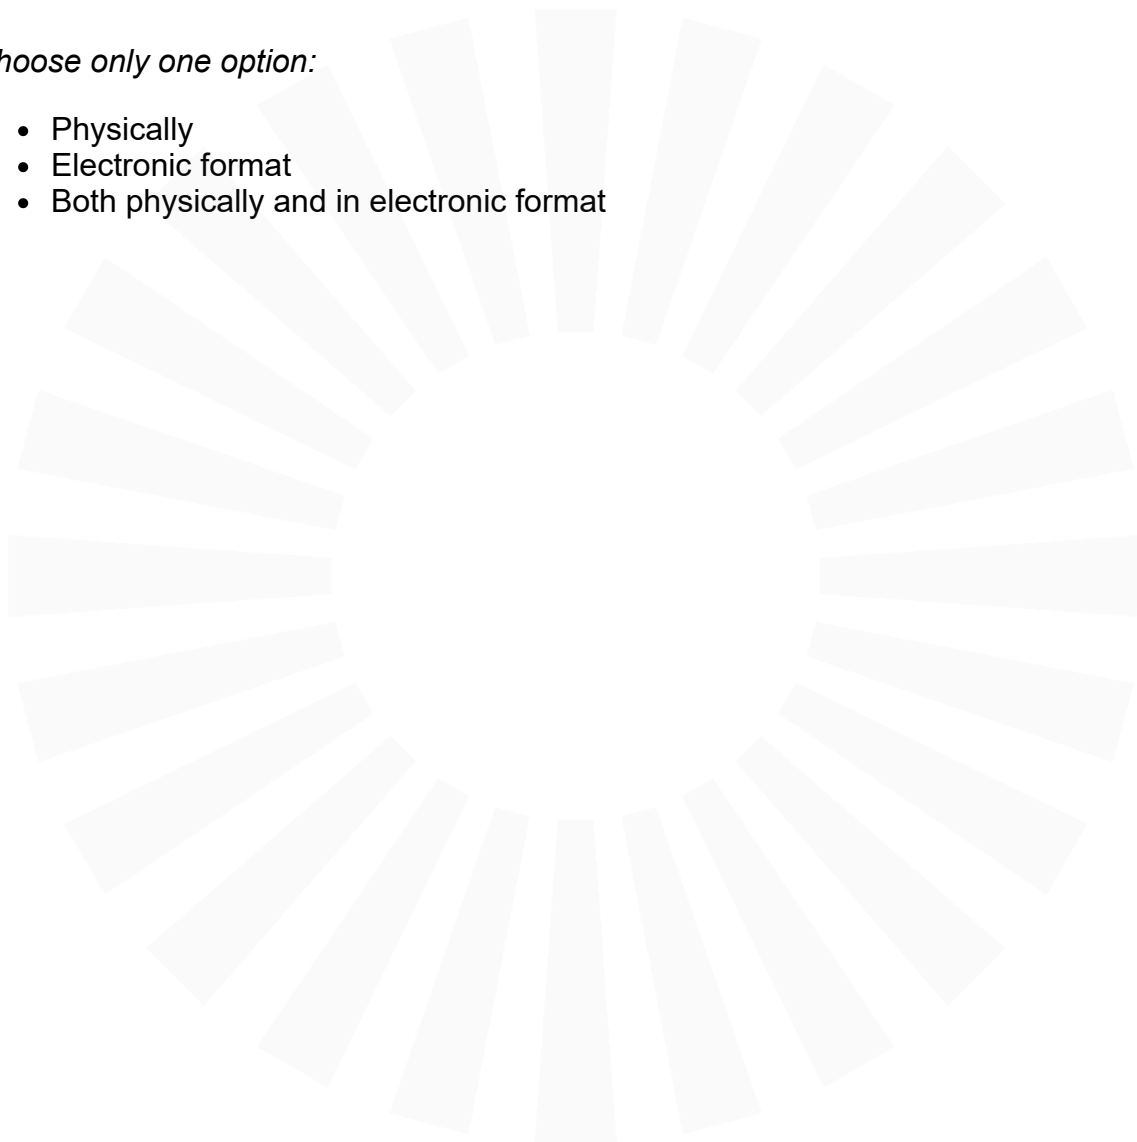 hoose only one option:
• Physically
• Electronic format
• Both physically and in electronic format